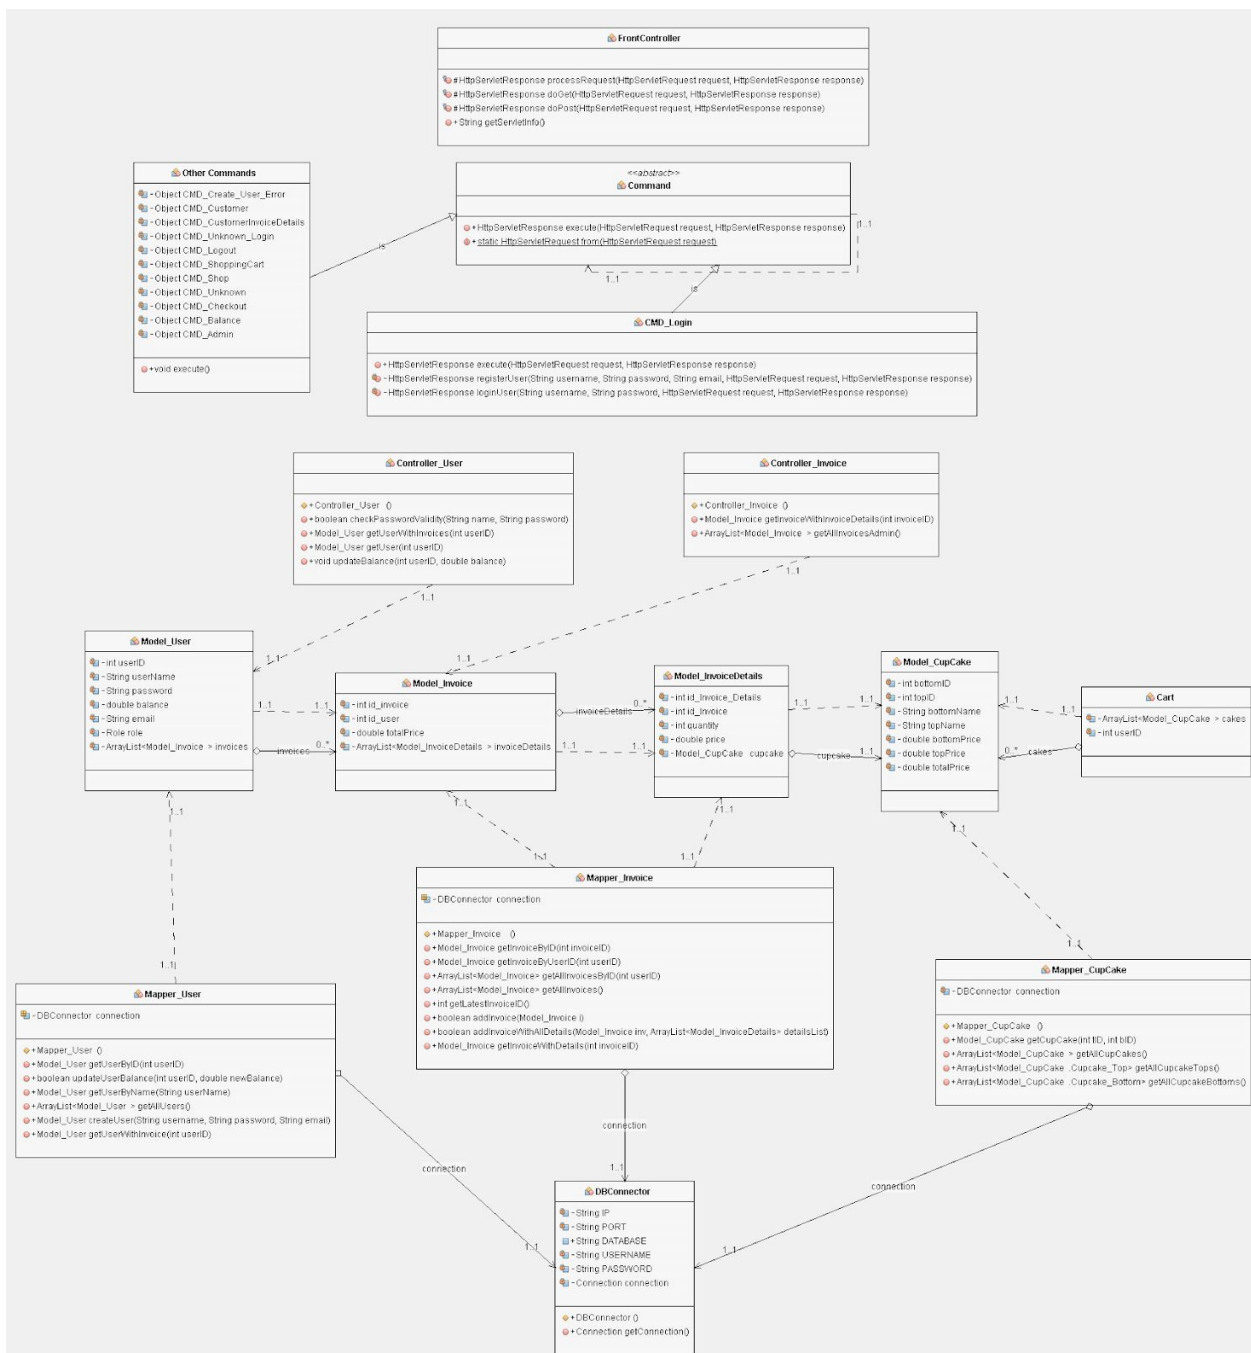 FrontController
#HttpServletResponse processRequest(HttpServletRequest request, HttpServletResponse response)
#HttpServletResponse doGet(HttpServletRequest request, HttpServletResponse response)
#HttpServletResponse doPost(HttpServletRequest request, HttpServletResponse response)
+String getServletInfo()
Other Commands
-Object CMD_Create_User_Error
-Object CMD_Customer
-Object CMD_CustomerInvoiceDetails
-Object CMD_Unknown_Login
-Object CMD_Logout
-Object CMD_ShoppingCart
-Object CMD_Shop
-Object CMD_Unknown
-Object CMD_Checkout
-Object CMD_Balance
-Object CMD_Admin
+void execute()
is
<<abstract>>
Command
+HttpServletResponse execute(HttpServletRequest request, HttpServletResponse response)
+static HttpServletRequest from(HttpServletRequest request)
1..1
1..1
is
CMD_Login
+HttpServletResponse execute(HttpServletRequest request, HttpServletResponse response)
-HttpServletResponse registerUser(String username, String password, String email, HttpServletRequest request, HttpServletResponse response)
-HttpServletResponse loginUser(String username, String password, HttpServletRequest request, HttpServletResponse response)
Controller_User
+Controller_User ()
+boolean checkPasswordValidity(String name, String password)
+Model_User getUserWithInvoices(int userID)
+Model_User getUser(int userID)
+void updateBalance(int userID, double balance)
1..1
1..1
Controller_Invoice
+Controller_Invoice ()
+Model_Invoice getInvoiceWithInvoiceDetails(int invoiceID)
+ArrayList<Model_Invoice > getAllInvoicesAdmin()
1..1
1..1
Model_User
-int userID
-String userName
-String password
-double balance
-String email
-Role role
-ArrayList<Model_Invoice > invoices
1..1 1..1
invoices 0..*
Model_Invoice
-int id_invoice
-int id_user
-double totalPrice
-ArrayList<Model_InvoiceDetails > invoiceDetails
invoiceDetails 0..*
1..1 1..1
Model_InvoiceDetails
-int id_Invoice_Details
-int id_Invoice
-int quantity
-double price
-Model_CupCake cupcake
1..1 1..1
cupcake 1..1
Model_CupCake
-int bottomID
-int topID
-String bottomName
-String topName
-double bottomPrice
-double topPrice
-double totalPrice
1..1 1..1
0..* cakes
Cart
-ArrayList<Model_CupCake > cakes
-int userID
1..1
1..1
1..1
1..1
1..1
1..1
1..1
1..1
Mapper_Invoice
-DBConnector connection
+Mapper_Invoice ()
+Model_Invoice getInvoiceByID(int invoiceID)
+Model_Invoice getInvoiceByUserID(int userID)
+ArrayList<Model_Invoice> getAllInvoicesByID(int userID)
+ArrayList<Model_Invoice> getAllInvoices()
+int getLatestInvoiceID()
+boolean addInvoice(Model_Invoice i)
+boolean addInvoiceWithAllDetails(Model_Invoice inv, ArrayList<Model_InvoiceDetails> detailsList)
+Model_Invoice getInvoiceWithDetails(int invoiceID)
Mapper_User
-DBConnector connection
+Mapper_User ()
+Model_User getUserByID(int userID)
+boolean updateUserBalance(int userID, double newBalance)
+Model_User getUserByName(String userName)
+ArrayList<Model_User > getAllUsers()
+Model_User createUser(String username, String password, String email)
+Model_User getUserWithInvoice(int userID)
Mapper_CupCake
-DBConnector connection
+Mapper_CupCake ()
+Model_CupCake getCupCake(int tID, int bID)
+ArrayList<Model_CupCake > getAllCupCakes()
+ArrayList<Model_CupCake .Cupcake_Top> getAllCupcakeTops()
+ArrayList<Model_CupCake .Cupcake_Bottom> getAllCupcakeBottoms()
connection
connection
connection
1..1
1..1
1..1
DBConnector
-String IP
-String PORT
+String DATABASE
-String USERNAME
-String PASSWORD
-Connection connection
+DBConnector ()
+Connection getConnection()